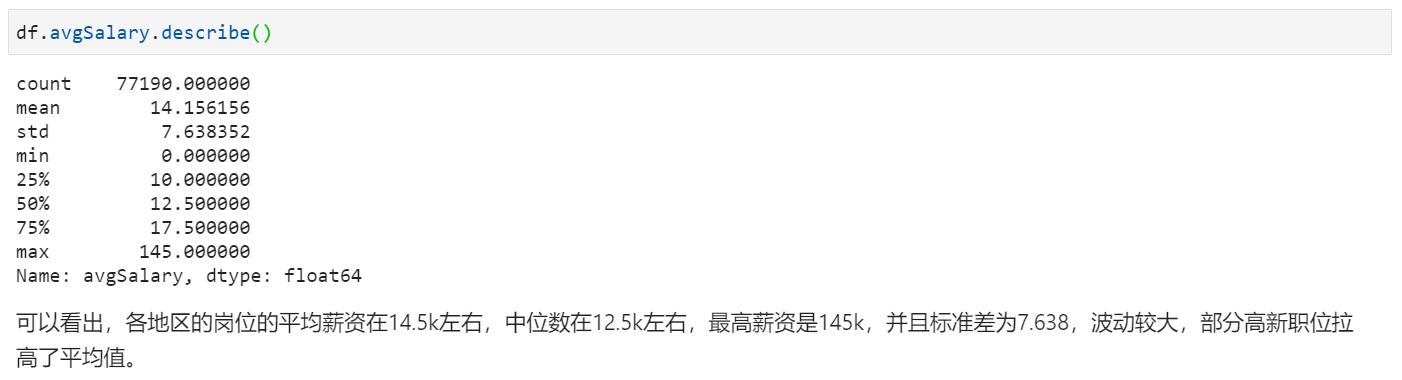 df.avgSalary.describe()
count    77190.000000
mean        14.156156
std          7.638352
min          0.000000
25%         10.000000
50%         12.500000
75%         17.500000
max        145.000000
Name: avgSalary, dtype: float64
可以看出，各地区的岗位的平均薪资在14.5k左右，中位数在12.5k左右，最高薪资是145k，并且标准差为7.638，波动较大，部分高新职位拉
高了平均值。